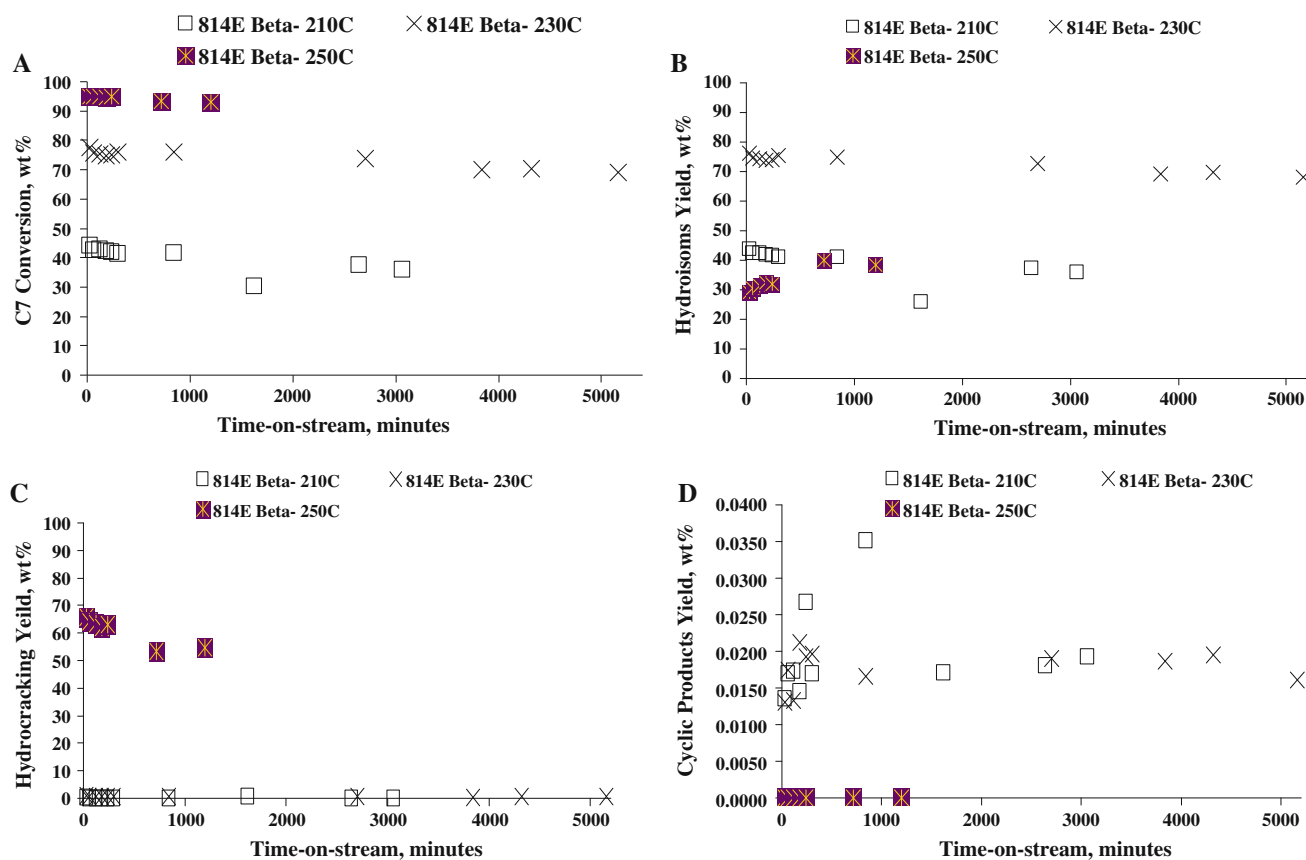 A
814E Beta- 210C 814E Beta- 230C
814E Beta- 250C
C7 Conversion, wt%
100
90
80
70
60
50
40
30
20
10
0
0 1000 2000 3000 4000 5000
Time-on-stream, minutes
B
814E Beta- 210C 814E Beta- 230C
814E Beta- 250C
Hydroisoms Yield, wt%
100
90
80
70
60
50
40
30
20
10
0
0 1000 2000 3000 4000 5000
Time-on-stream, minutes
C
814E Beta- 210C 814E Beta- 230C
814E Beta- 250C
Hydrocracking Yeild, wt%
100
90
80
70
60
50
40
30
20
10
0
0 1000 2000 3000 4000 5000
Time-on-stream, minutes
D
814E Beta- 210C 814E Beta- 230C
814E Beta- 250C
Cyclic Products Yield, wt%
0.0400
0.0350
0.0300
0.0250
0.0200
0.0150
0.0100
0.0050
0.0000
0 1000 2000 3000 4000 5000
Time-on-stream, minutes